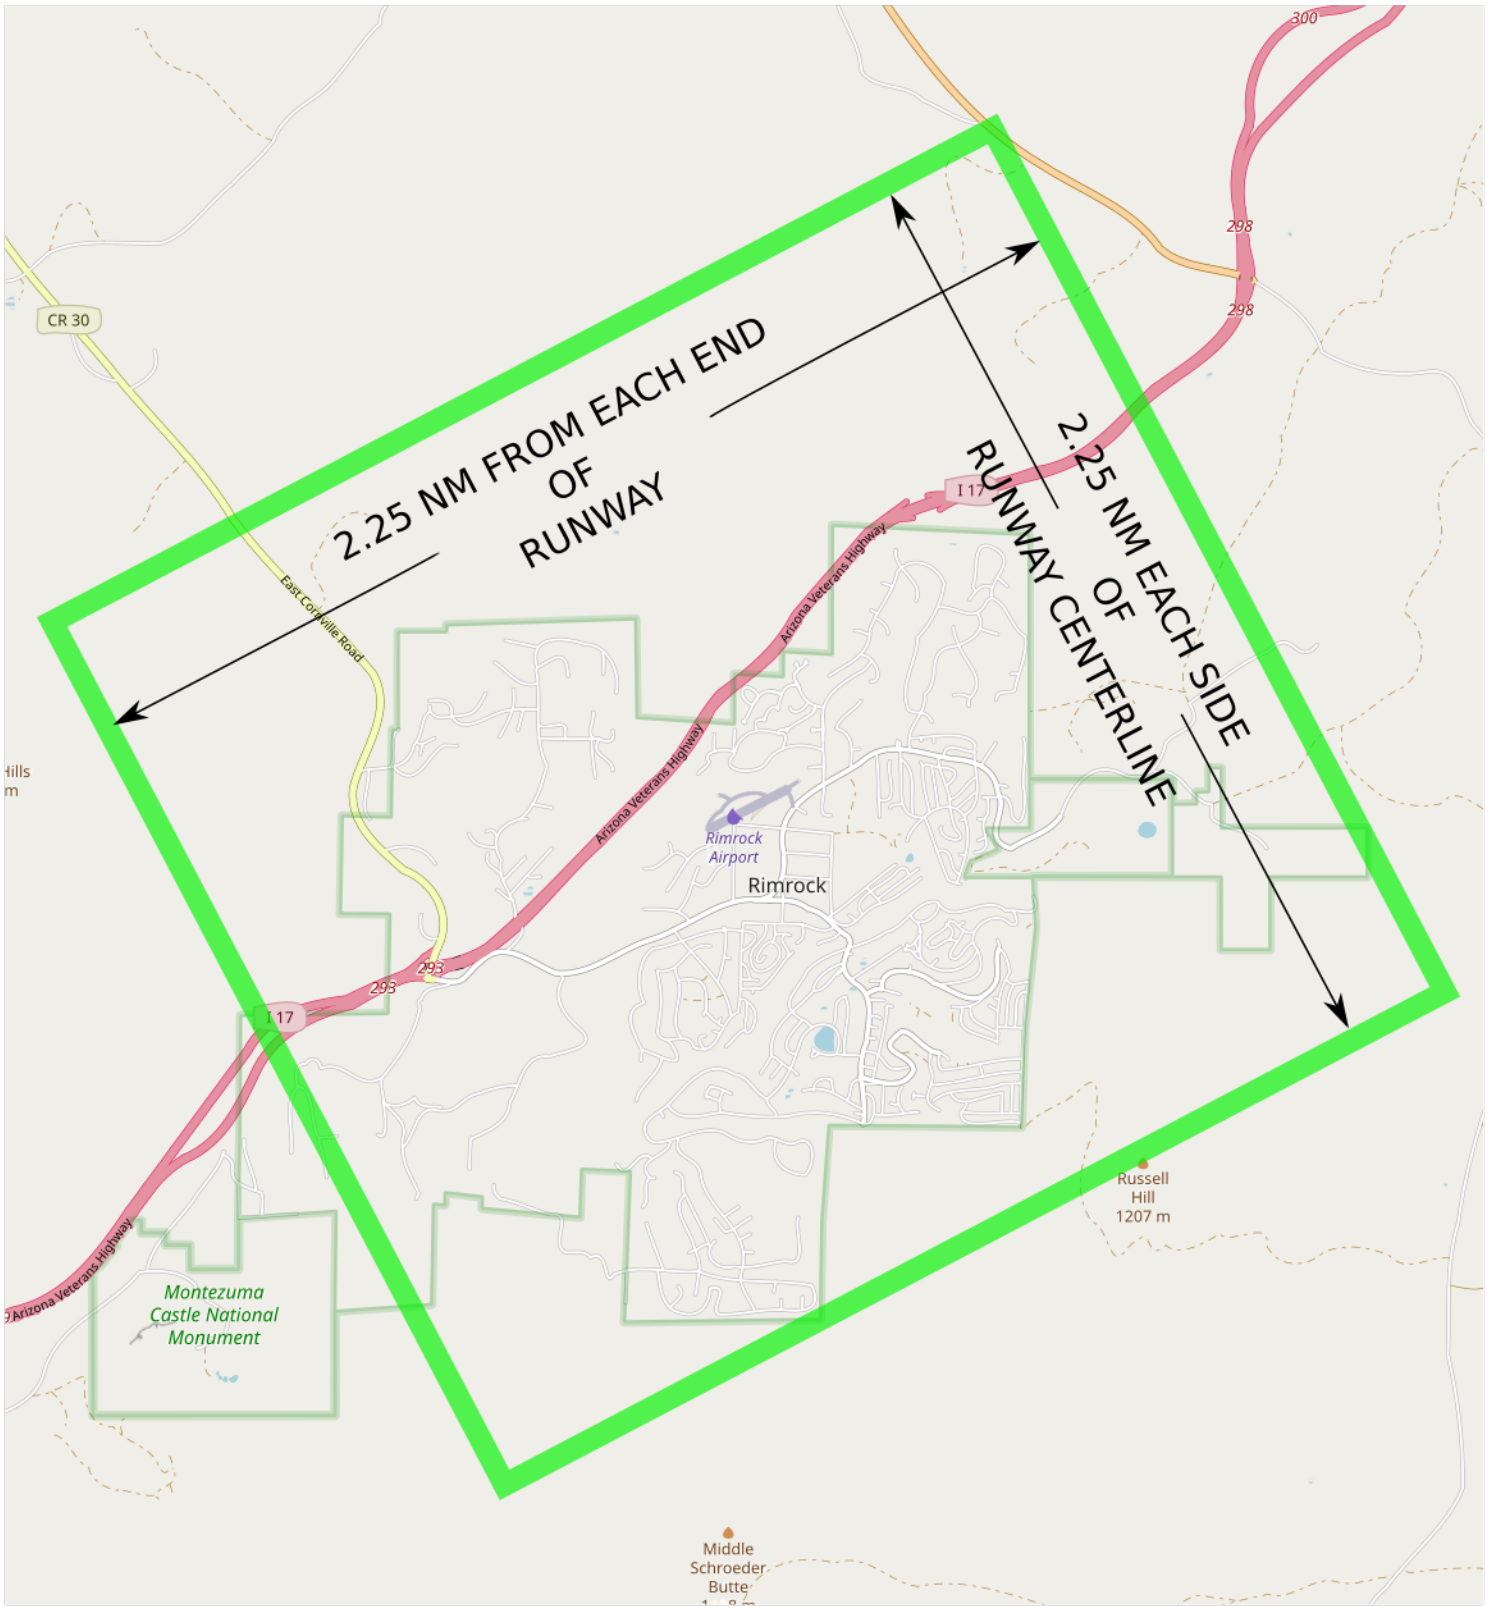 300
298
CR 30
298
2.25 NM FROM EACH END
OF
RUNWAY
2.25 NM EACH SIDE
OF
RUNWAY CENTERLINE
I 17
Arizona Veterans Highway
East Cornville Road
Arizona Veterans Highway
Hills
m
Rimrock
Airport
Rimrock
293
293
I 17
Russell
Hill
1207 m
Arizona Veterans Highway
Montezuma
Castle National
Monument
Middle
Schroeder
Butte